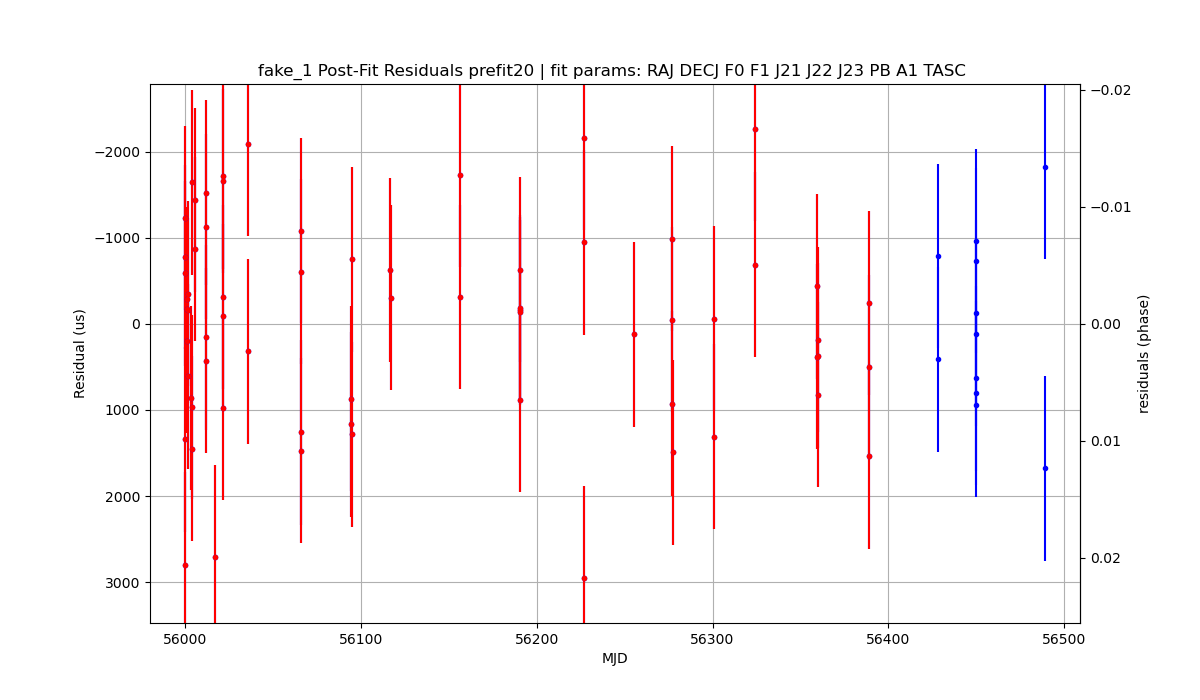 fake_1 Post-Fit Residuals prefit20 | fit params: RAJ DECJ F0 F1 J21 J22 J23 PB A1 TASC
Residual (us)
−2000
−1000
0
1000
2000
3000
−0.02
−0.01
0.00
0.01
0.02
residuals (phase)
56000 56100 56200 56300 56400 56500
MJD